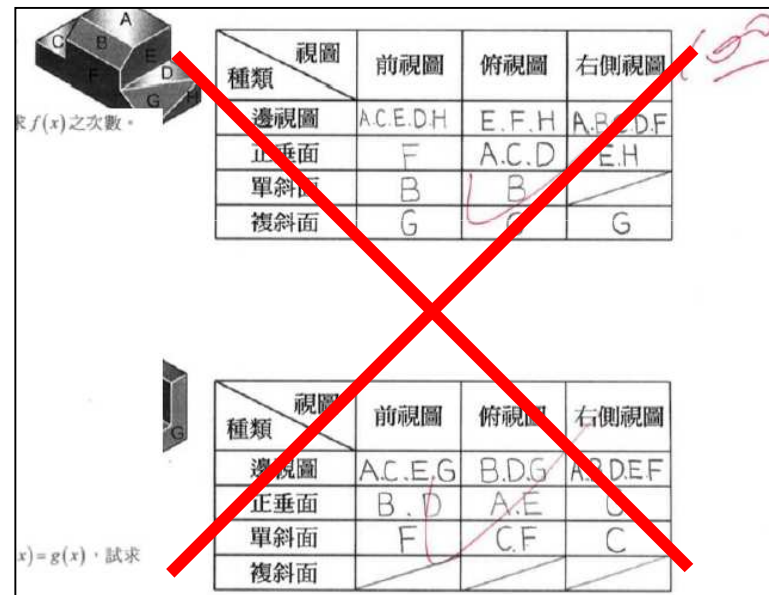 A
C B E
F D
G H
求 f(x) 之次數。
視圖 種類 前視圖 俯視圖 右側視圖
邊視圖 A.C.E.D.H E.F.H A.B.C.D.F
正垂面 F A.C.D E.H
單斜面 B B
複斜面 G G
G
視圖 種類 前視圖 俯視圖 右側視圖
邊視圖 A.C.E.G B.D.G A.B.D.E.F
正垂面 B.D A.E
單斜面 F C.F C
複斜面
x) = g(x)，試求